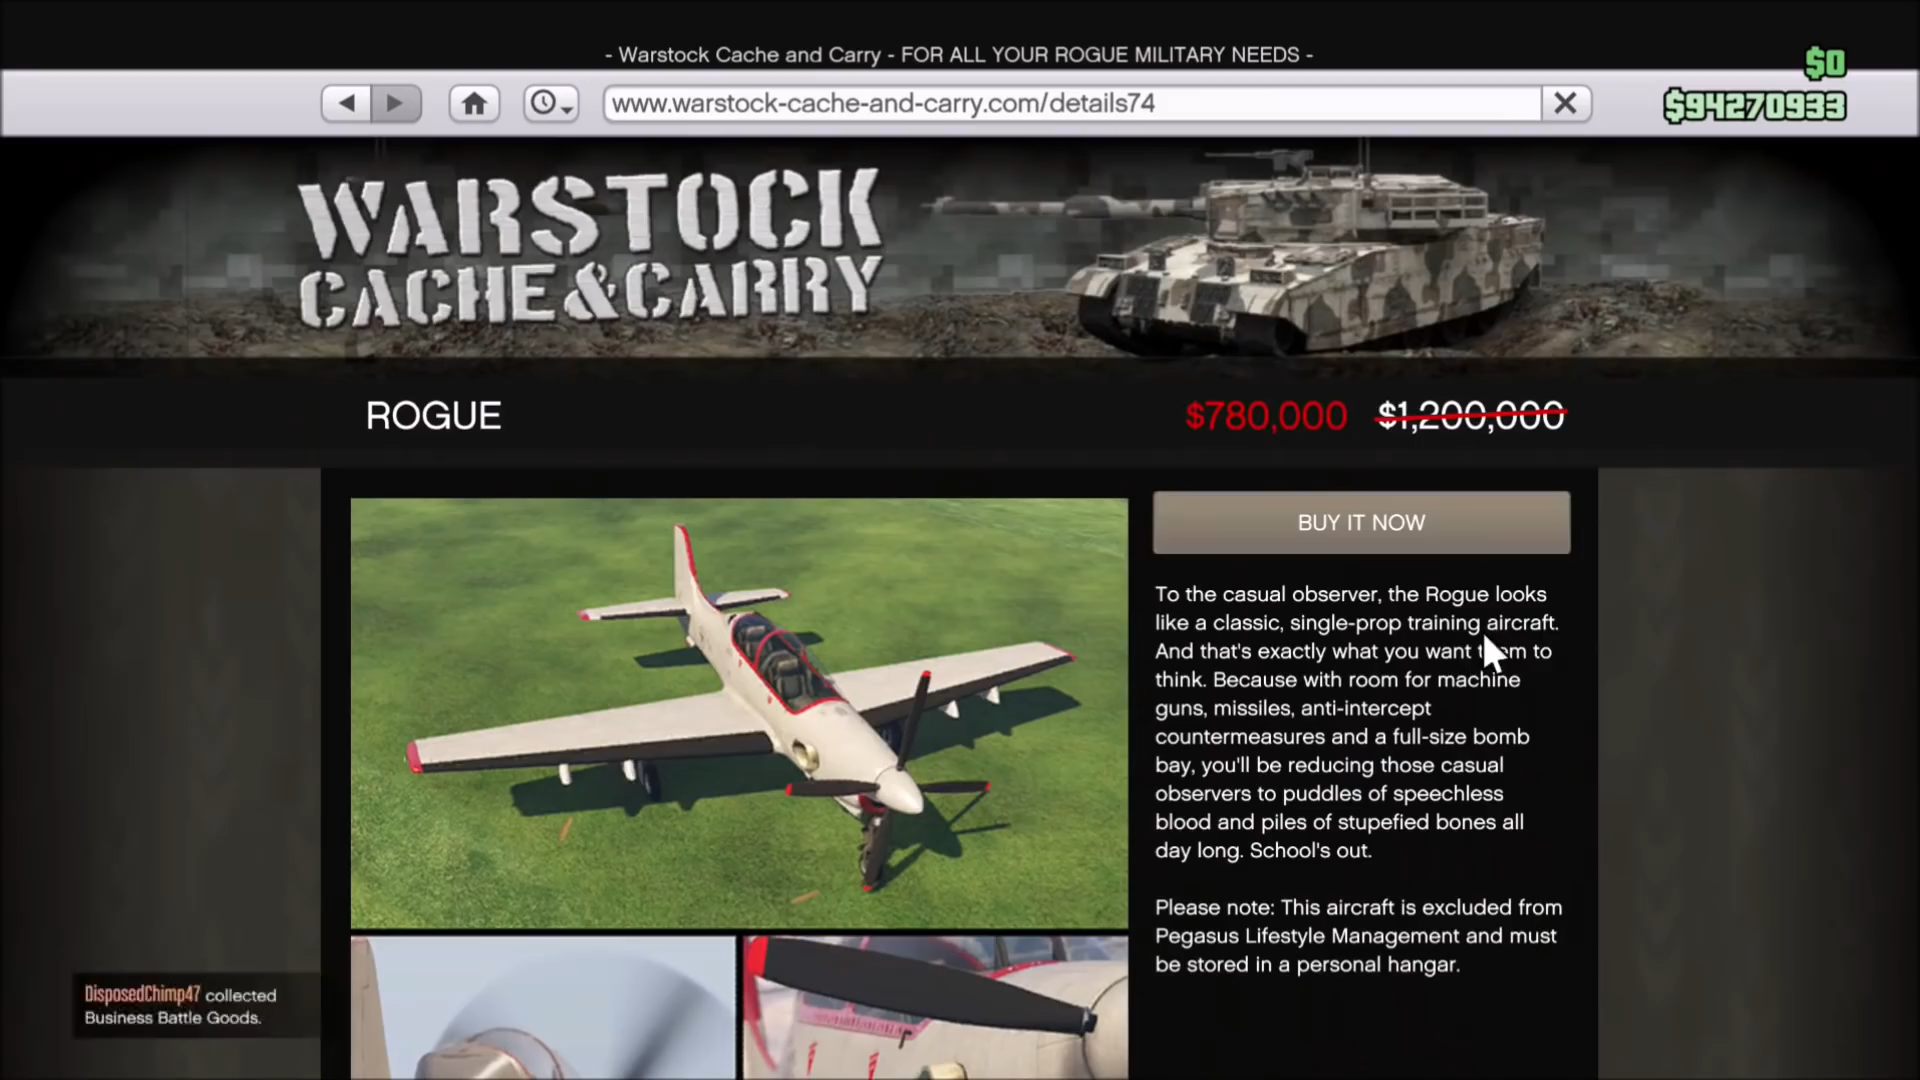 - Warstock Cache and Carry - FOR ALL YOUR ROGUE MILITARY NEEDS -
$0
www.warstock-cache-and-carry.com/details74
$94270933
WARSTOCK
CACHE&CARRY
ROGUE
$780,000 $1,200,000
BUY IT NOW
To the casual observer, the Rogue looks
like a classic, single-prop training aircraft.
And that's exactly what you want them to
think. Because with room for machine
guns, missiles, anti-intercept
countermeasures and a full-size bomb
bay, you'll be reducing those casual
observers to puddles of speechless
blood and piles of stupefied bones all
day long. School's out.
Please note: This aircraft is excluded from
Pegasus Lifestyle Management and must
be stored in a personal hangar.
DisposedChimp47 collected
Business Battle Goods.